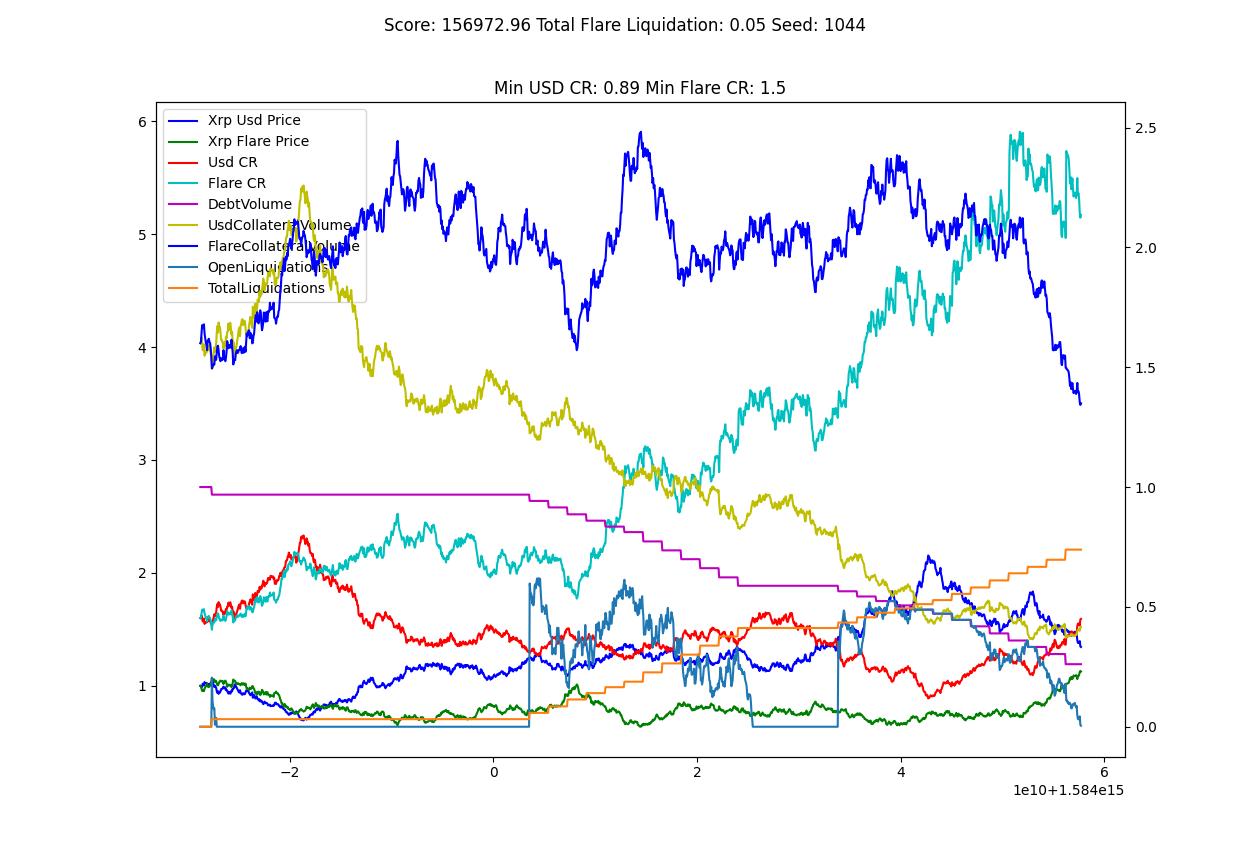 Score: 156972.96 Total Flare Liquidation: 0.05 Seed: 1044
Min USD CR: 0.89 Min Flare CR: 1.5
Xrp Usd Price
Xrp Flare Price
Usd CR
Flare CR
DebtVolume
UsdCollateralVolume
FlareCollateralVolume
OpenLiquidations
TotalLiquidations
6
5
4
3
2
1
2.5
2.0
1.5
1.0
0.5
0.0
−2
0
2
4
6
1e10+1.584e15